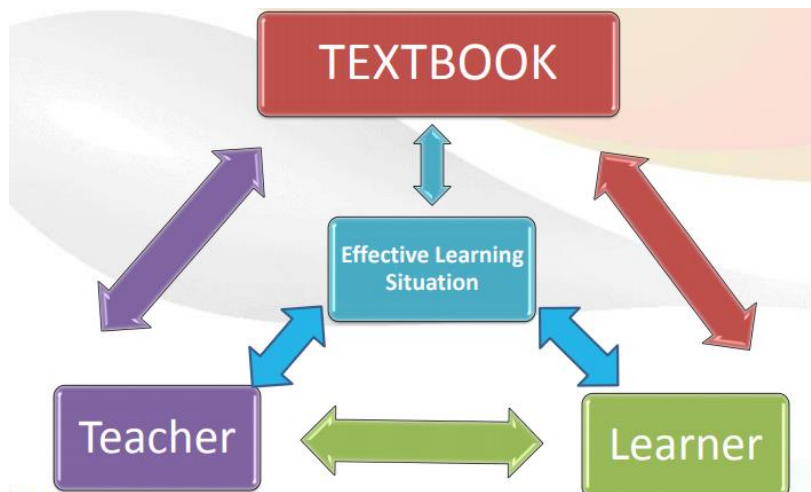 TEXTBOOK
Effective Learning
Situation
Teacher
Learner